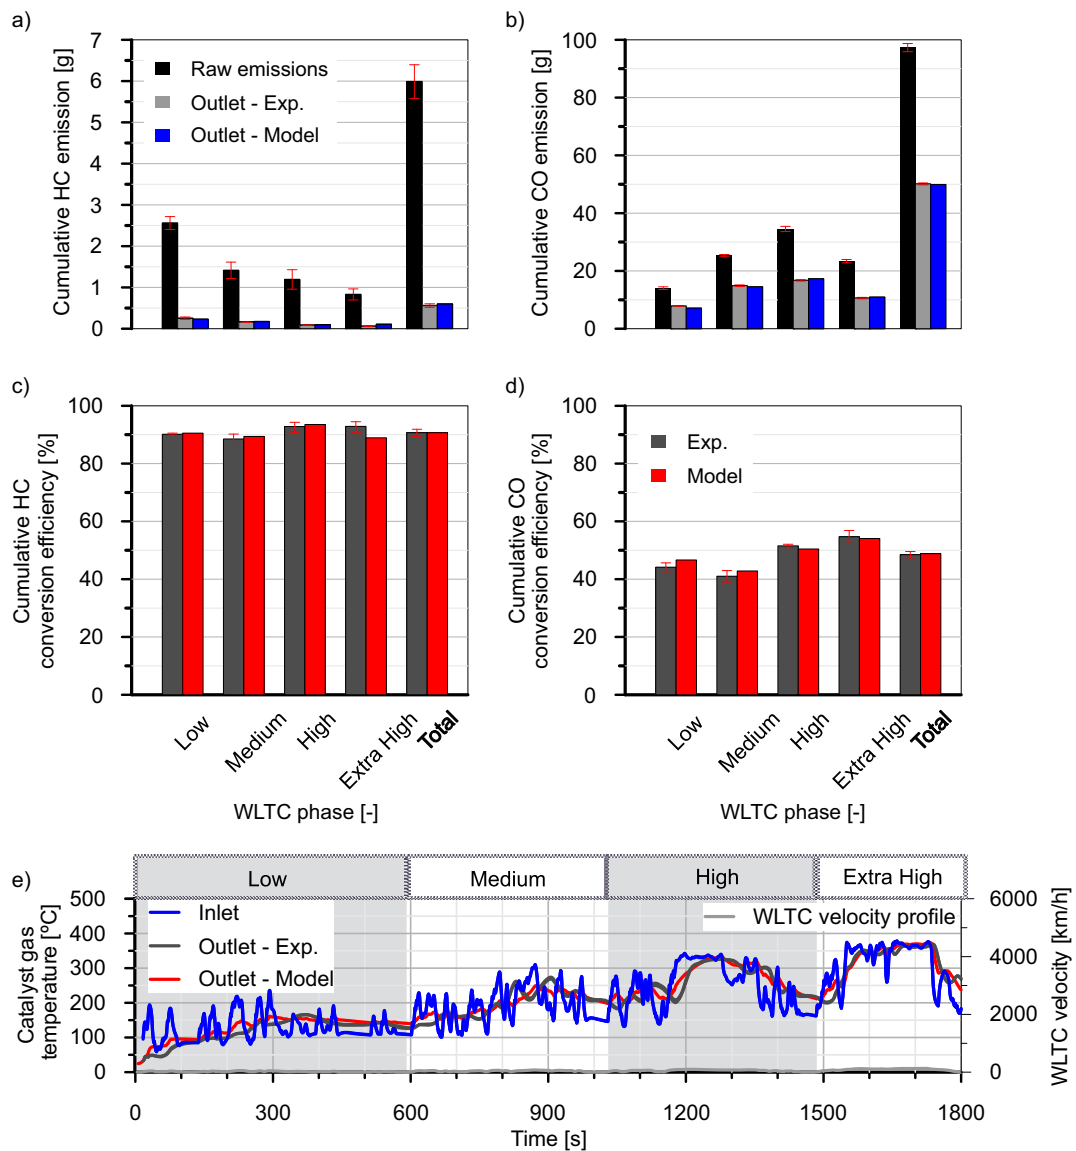 a)
7
6
5
4
3
2
1
0
Cumulative HC emission [g]
Raw emissions
Outlet - Exp.
Outlet - Model
b)
100
80
60
40
20
0
Cumulative CO emission [g]
c)
100
80
60
40
20
0
Cumulative HC
conversion efficiency [%]
Low
Medium
High
Extra High
Total
WLTC phase [-]
d)
100
80
60
40
20
0
Cumulative CO
conversion efficiency [%]
Exp.
Model
Low
Medium
High
Extra High
Total
WLTC phase [-]
e)
Low
Medium
High
Extra High
500
400
300
200
100
0
Catalyst gas
temperature [ºC]
Inlet
Outlet - Exp.
Outlet - Model
WLTC velocity profile
6000
4000
2000
0
WLTC velocity [km/h]
0
300
600
900
1200
1500
1800
Time [s]